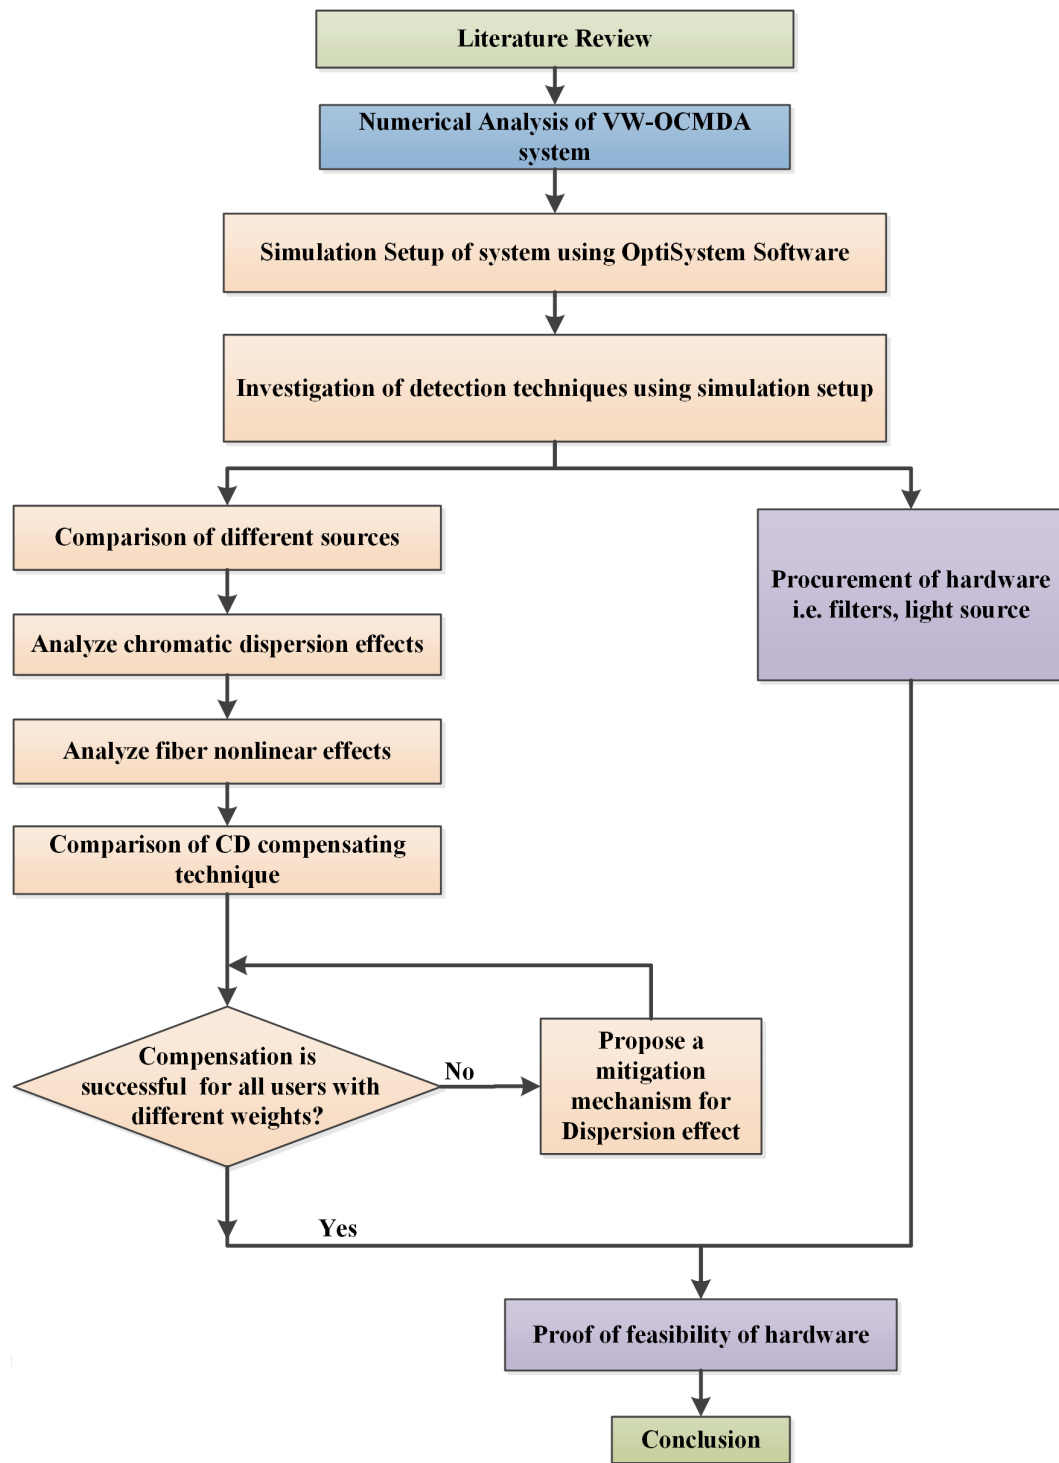 Literature Review
Numerical Analysis of VW-OCMDA
system
Simulation Setup of system using OptiSystem Software
Investigation of detection techniques using simulation setup
Comparison of different sources
Procurement of hardware
i.e. filters, light source
Analyze chromatic dispersion effects
Analyze fiber nonlinear effects
Comparison of CD compensating
technique
Compensation is
successful for all users with
different weights?
No
Propose a
mitigation
mechanism for
Dispersion effect
Yes
Proof of feasibility of hardware
Conclusion